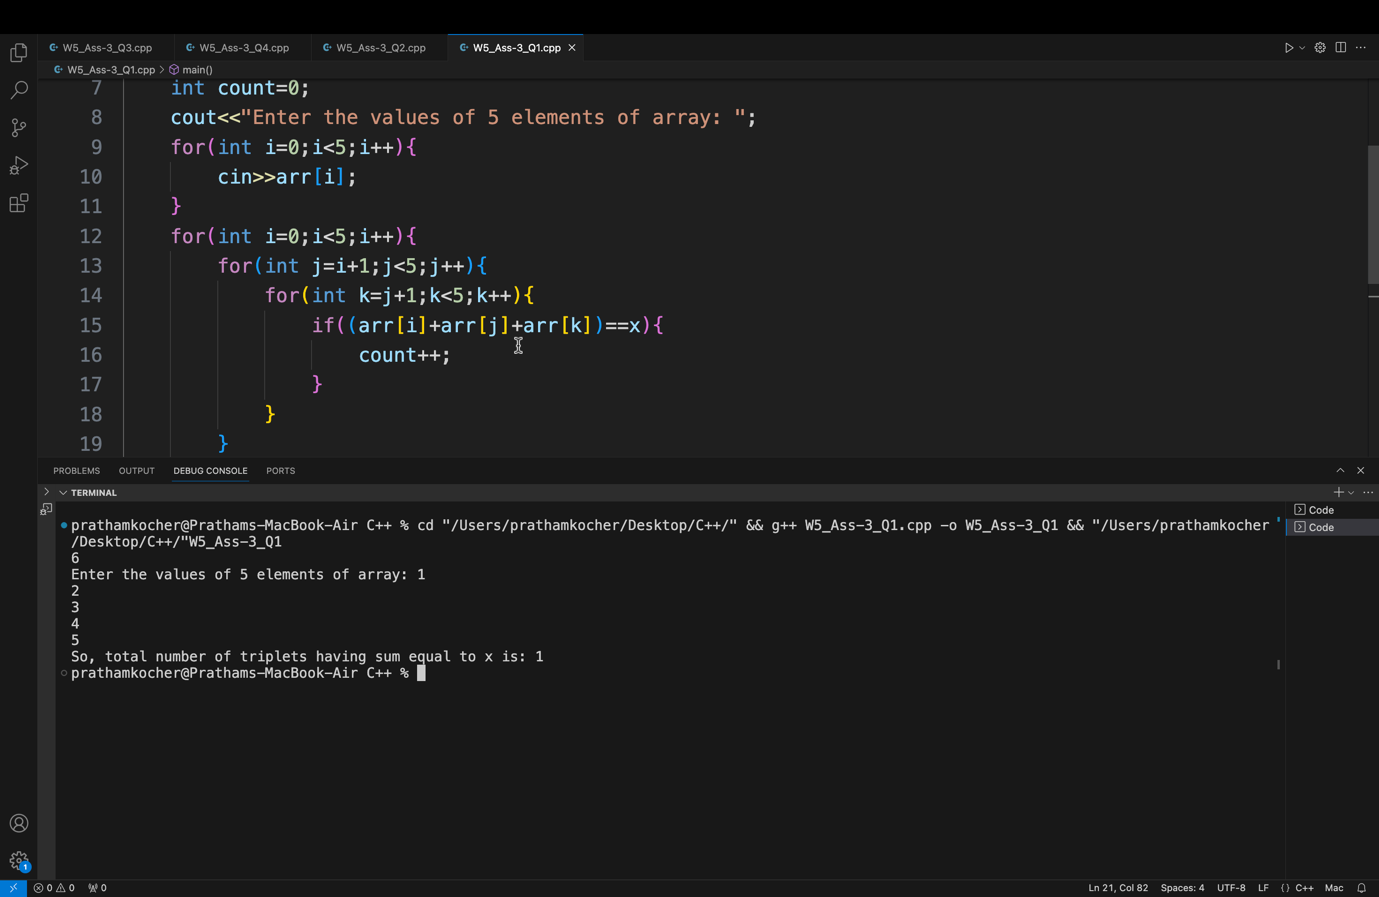 W5_Ass-3_Q3.cpp W5_Ass-3_Q4.cpp W5_Ass-3_Q2.cpp W5_Ass-3_Q1.cpp
W5_Ass-3_Q1.cpp > main()
7 int count=0;
8 cout<<"Enter the values of 5 elements of array: ";
9 for(int i=0;i<5;i++){
10 cin>>arr[i];
11 }
12 for(int i=0;i<5;i++){
13 for(int j=i+1;j<5;j++){
14 for(int k=j+1;k<5;k++){
15 if((arr[i]+arr[j]+arr[k])==x){
16 count++;
17 }
18 }
19 }
PROBLEMS OUTPUT DEBUG CONSOLE PORTS
TERMINAL
prathamkocher@Prathams-MacBook-Air C++ % cd "/Users/prathamkocher/Desktop/C++/" && g++ W5_Ass-3_Q1.cpp -o W5_Ass-3_Q1 && "/Users/prathamkocher
/Desktop/C++/"W5_Ass-3_Q1
6
Enter the values of 5 elements of array: 1
2
3
4
5
So, total number of triplets having sum equal to x is: 1
prathamkocher@Prathams-MacBook-Air C++ %
Code
Code
1
0 0 0 Ln 21, Col 82 Spaces: 4 UTF-8 LF {} C++ Mac